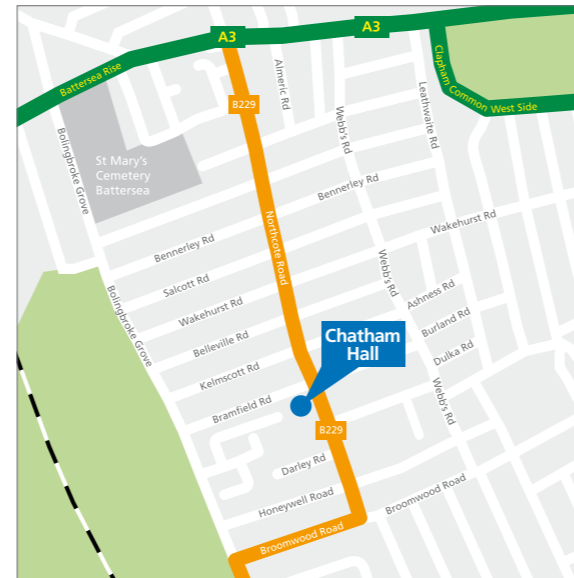 A3
A3
Battersea Rise
Clapham Common West Side
B229
Almeric Rd
Leathwaite Rd
Webb's Rd
Bolingbroke Grove
St Mary's
Cemetery
Battersea
Bennerley Rd
Northcote Road
Wakehurst Rd
Bennerley Rd
Salcott Rd
Webb's Rd
Bolingbroke Grove
Wakehurst Rd
Ashness Rd
Belleville Rd
Burland Rd
Chatham
Hall
Dulka Rd
Kelmscott Rd
Webb's Rd
Bramfield Rd
B229
Darley Rd
Honeywell Road
Broomwood Road
Broomwood Road